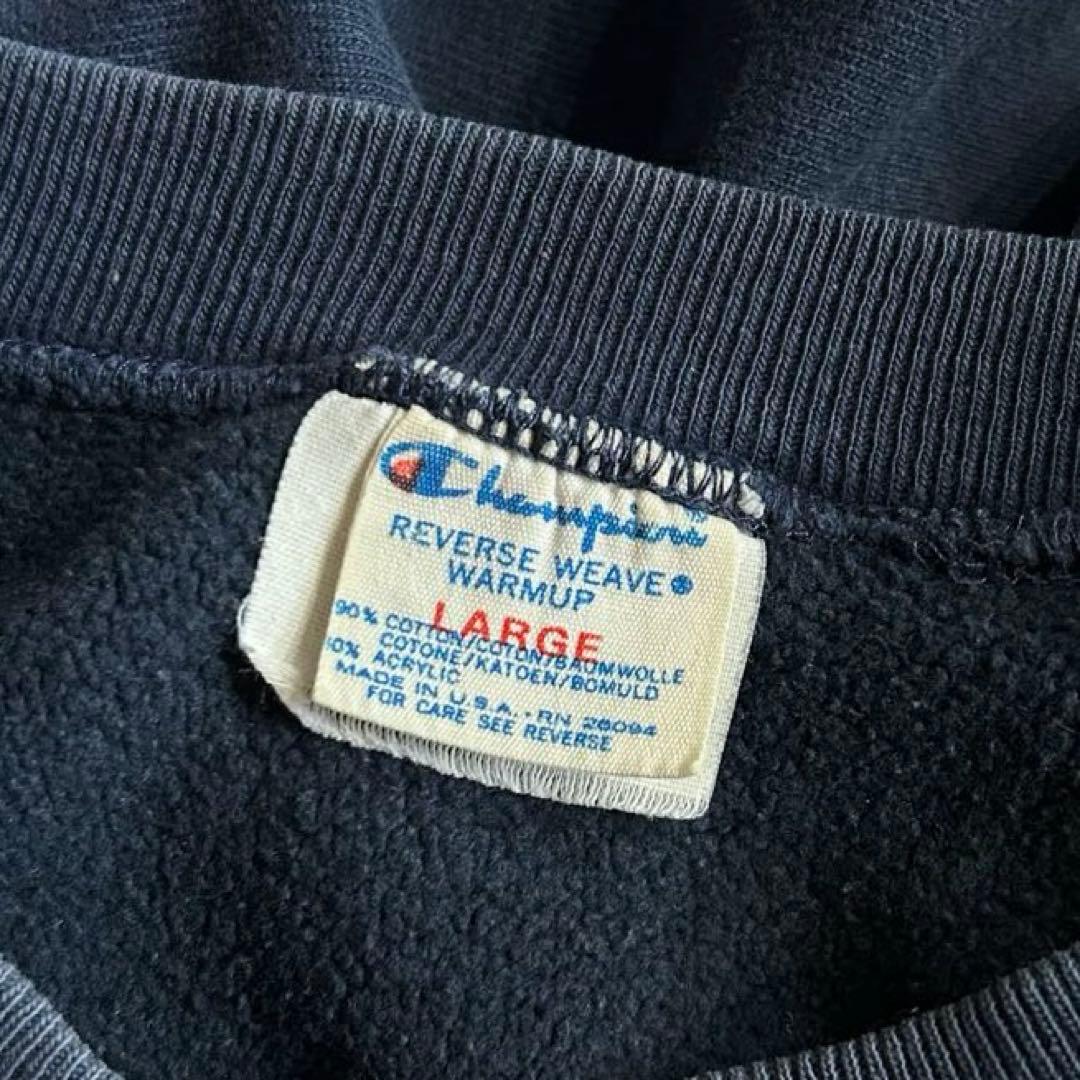 Champion
REVERSE WEAVE®
WARMUP
LARGE
90% COTTON/COTON/BAUMWOLLE
COTONE/KATOEN/BOMULD
10% ACRYLIC
MADE IN U.S.A. · RN 26094
FOR CARE SEE REVERSE